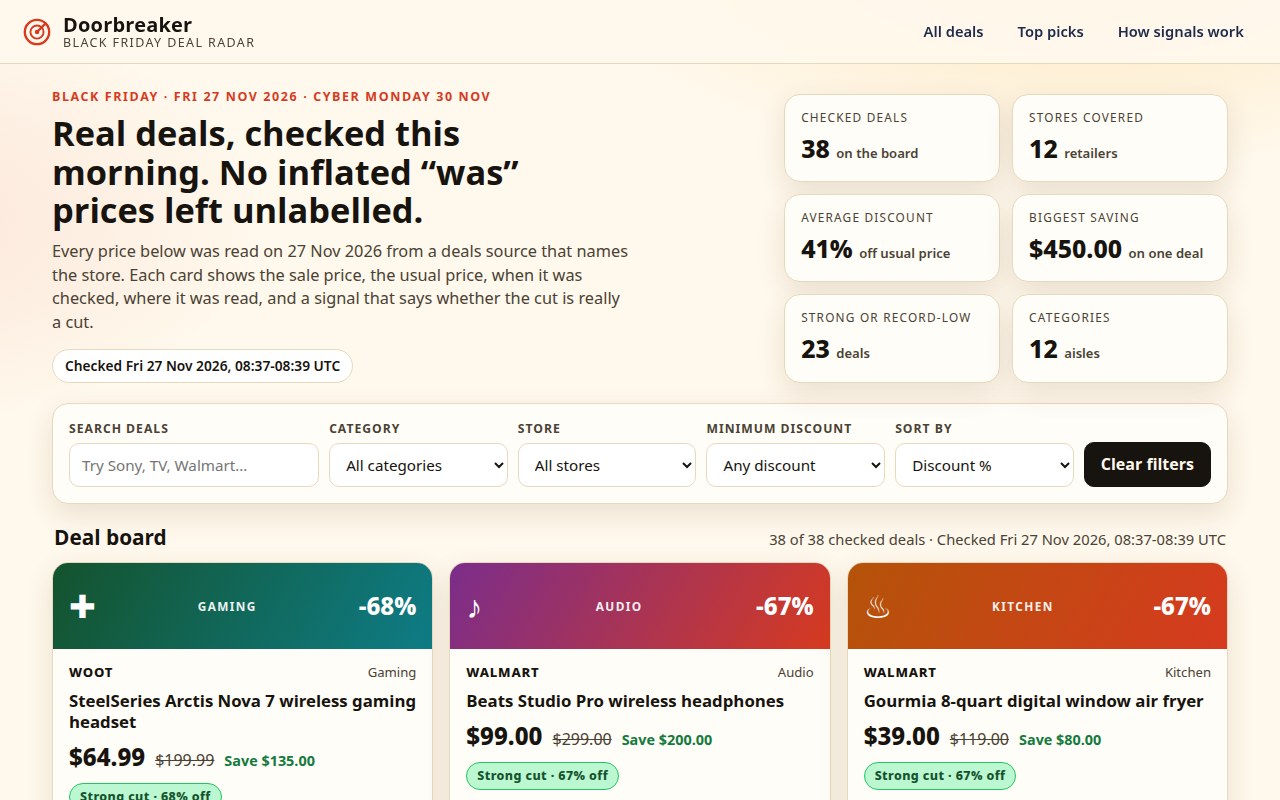 Doorbreaker
BLACK FRIDAY DEAL RADAR
All deals
Top picks
How signals work
BLACK FRIDAY · FRI 27 NOV 2026 · CYBER MONDAY 30 NOV
Real deals, checked this
morning. No inflated “was”
prices left unlabelled.
Every price below was read on 27 Nov 2026 from a deals source that names
the store. Each card shows the sale price, the usual price, when it was
checked, where it was read, and a signal that says whether the cut is really
a cut.
Checked Fri 27 Nov 2026, 08:37-08:39 UTC
CHECKED DEALS
38 on the board
STORES COVERED
12 retailers
AVERAGE DISCOUNT
41% off usual price
BIGGEST SAVING
$450.00 on one deal
STRONG OR RECORD-LOW
23 deals
CATEGORIES
12 aisles
SEARCH DEALS
Try Sony, TV, Walmart...
CATEGORY
All categories
STORE
All stores
MINIMUM DISCOUNT
Any discount
SORT BY
Discount %
Clear filters
Deal board
38 of 38 checked deals · Checked Fri 27 Nov 2026, 08:37-08:39 UTC
GAMING
-68%
WOOT
Gaming
SteelSeries Arctis Nova 7 wireless gaming
headset
$64.99 $199.99 Save $135.00
Strong cut · 68% off
AUDIO
-67%
WALMART
Audio
Beats Studio Pro wireless headphones
$99.00 $299.00 Save $200.00
Strong cut · 67% off
KITCHEN
-67%
WALMART
Kitchen
Gourmia 8-quart digital window air fryer
$39.00 $119.00 Save $80.00
Strong cut · 67% off